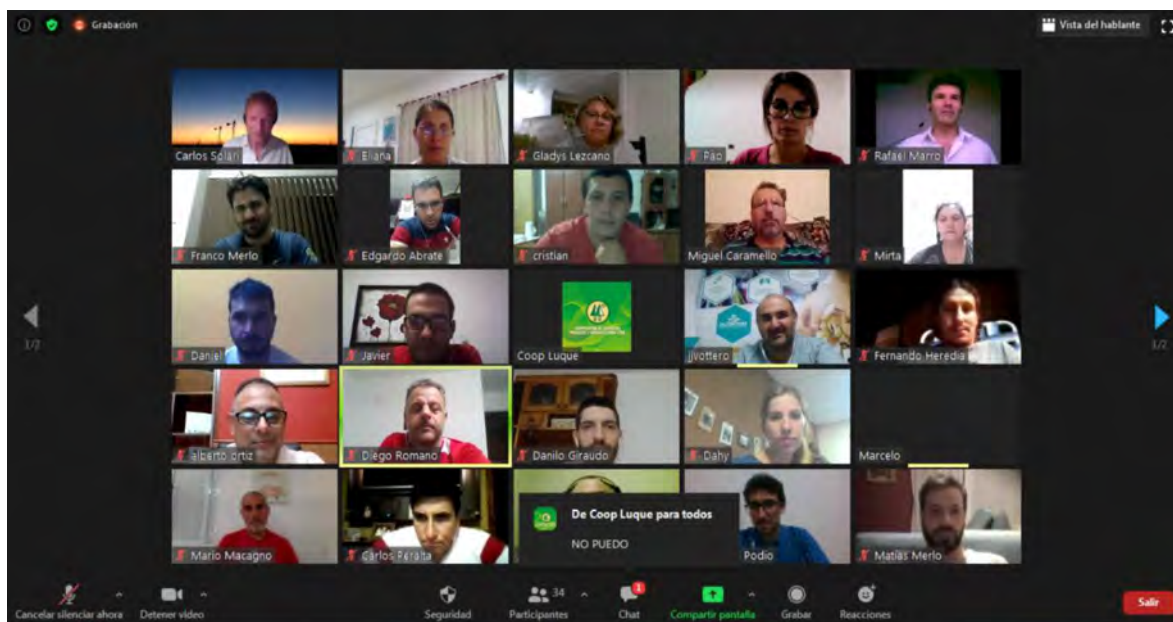 Grabación
Vista del hablante
Carlos Solari
Eliana
Gladys Lezcano
Pao
Rafael Marro
Franco Merlo
Edgardo Abrate
cristian
Miguel Caramello
Mirta
1/2
1/2
Daniel
Javier
Coop Luque
jjvottero
Fernando Heredia
alberto ortiz
Diego Romano
Danilo Giraudo
Dahy
Marcelo
De Coop Luque para todos
NO PUEDO
Mario Macagno
Carlos Peralta
Podio
Matías Merlo
34
1
Cancelar silenciar ahora
Detener video
Seguridad
Participantes
Chat
Compartir pantalla
Grabar
Reacciones
Salir